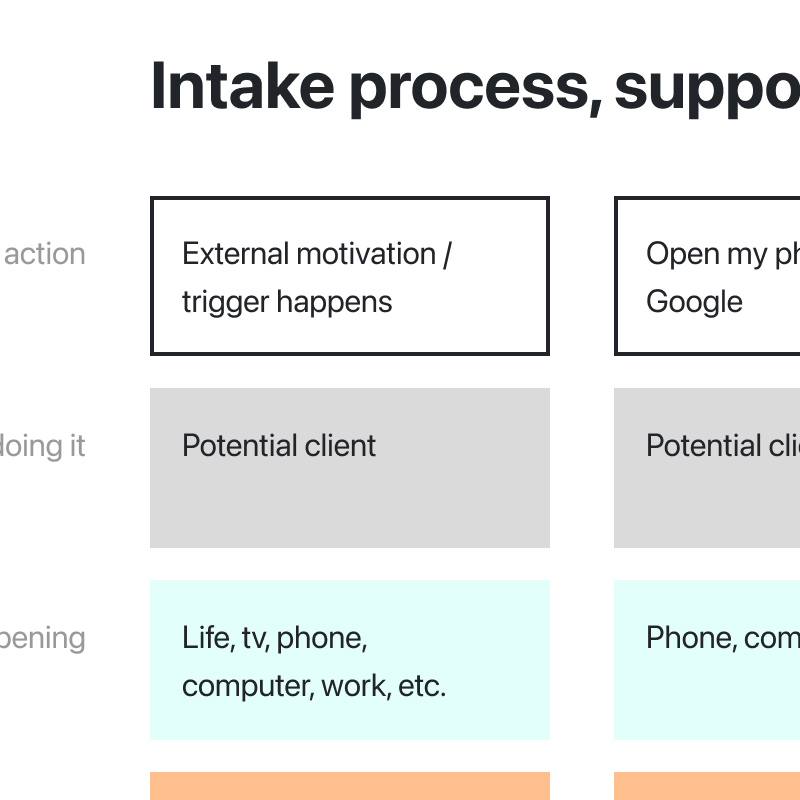 Intake process, suppo
action
External motivation /
trigger happens
Open my ph
Google
doing it
Potential client
Potential clie
pening
Life, tv, phone,
computer, work, etc.
Phone, com